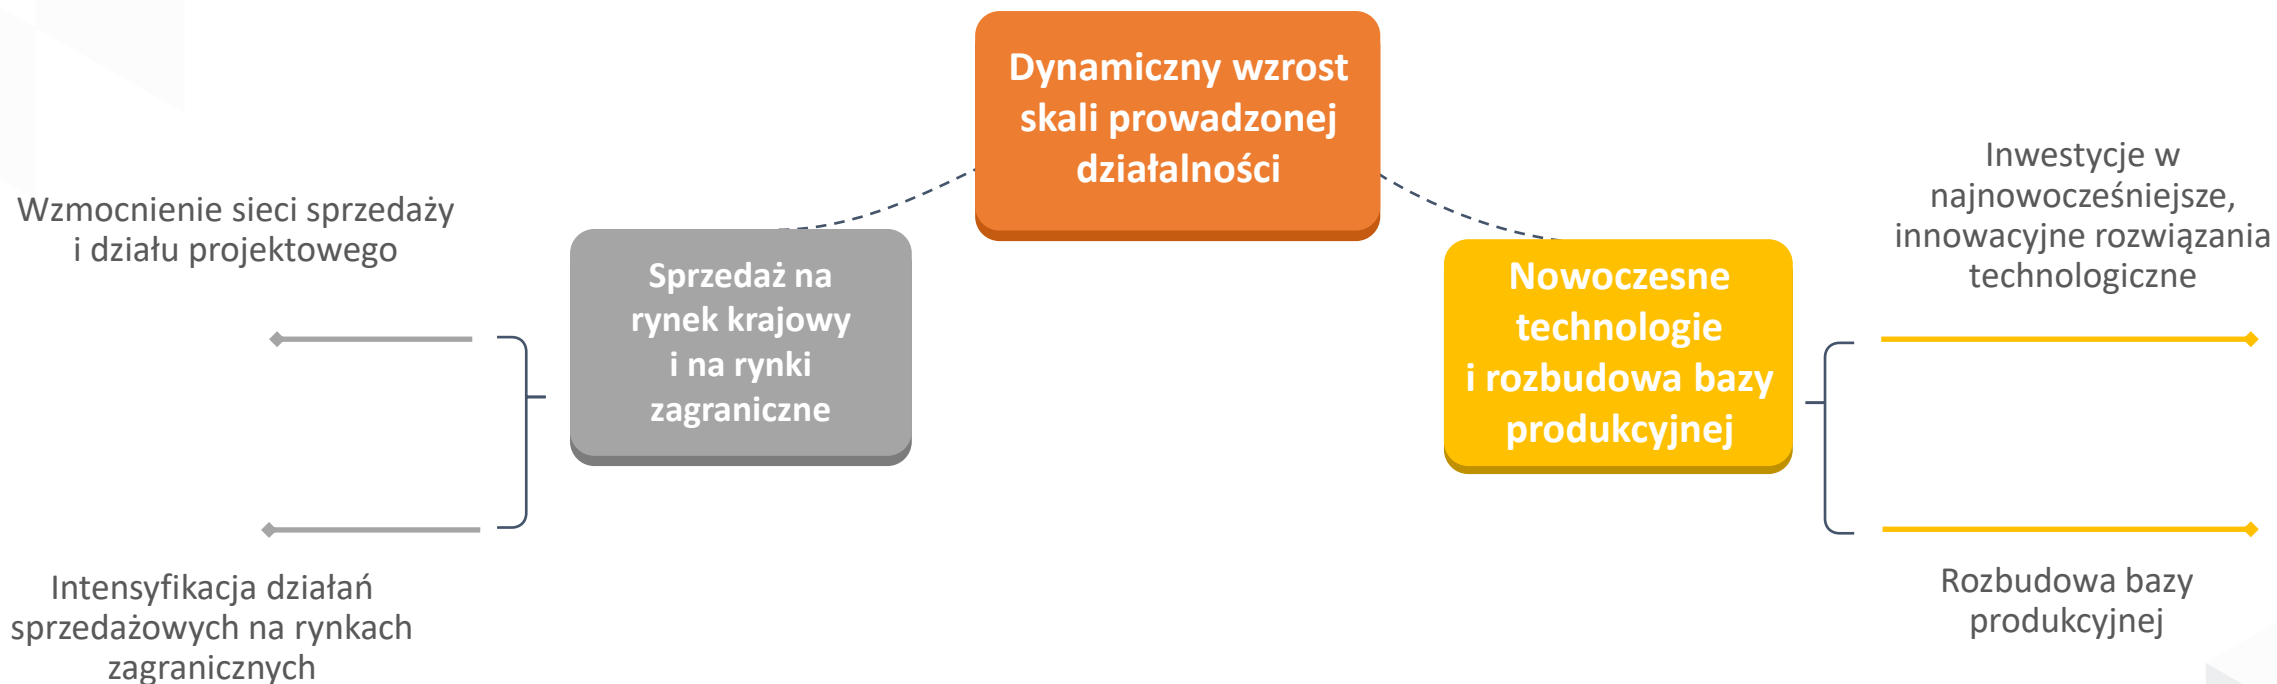 Dynamiczny wzrost
skali prowadzonej
działalności
Wzmocnienie sieci sprzedaży
i działu projektowego
Intensyfikacja działań
sprzedażowych na rynkach
zagranicznych
Sprzedaż na
rynek krajowy
i na rynki
zagraniczne
Nowoczesne
technologie
i rozbudowa bazy
produkcyjnej
Inwestycje w
najnowocześniejsze,
innowacyjne rozwiązania
technologiczne
Rozbudowa bazy
produkcyjnej